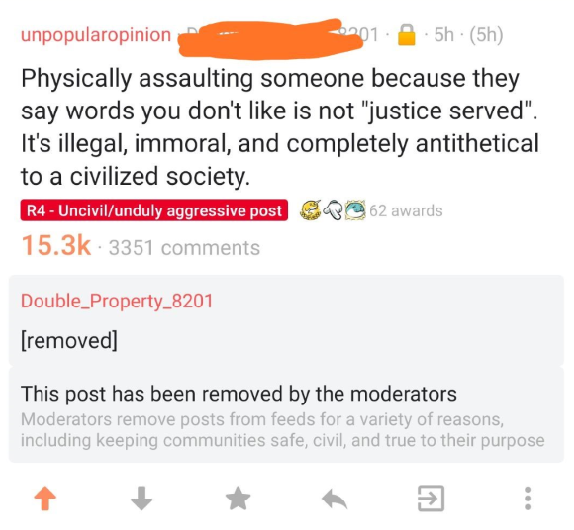 unpopularopinion · 8201 · 5h · (5h)
Physically assaulting someone because they
say words you don't like is not "justice served".
It's illegal, immoral, and completely antithetical
to a civilized society.
R4 - Uncivil/unduly aggressive post 62 awards
15.3k · 3351 comments
Double_Property_8201
[removed]
This post has been removed by the moderators
Moderators remove posts from feeds for a variety of reasons,
including keeping communities safe, civil, and true to their purpose